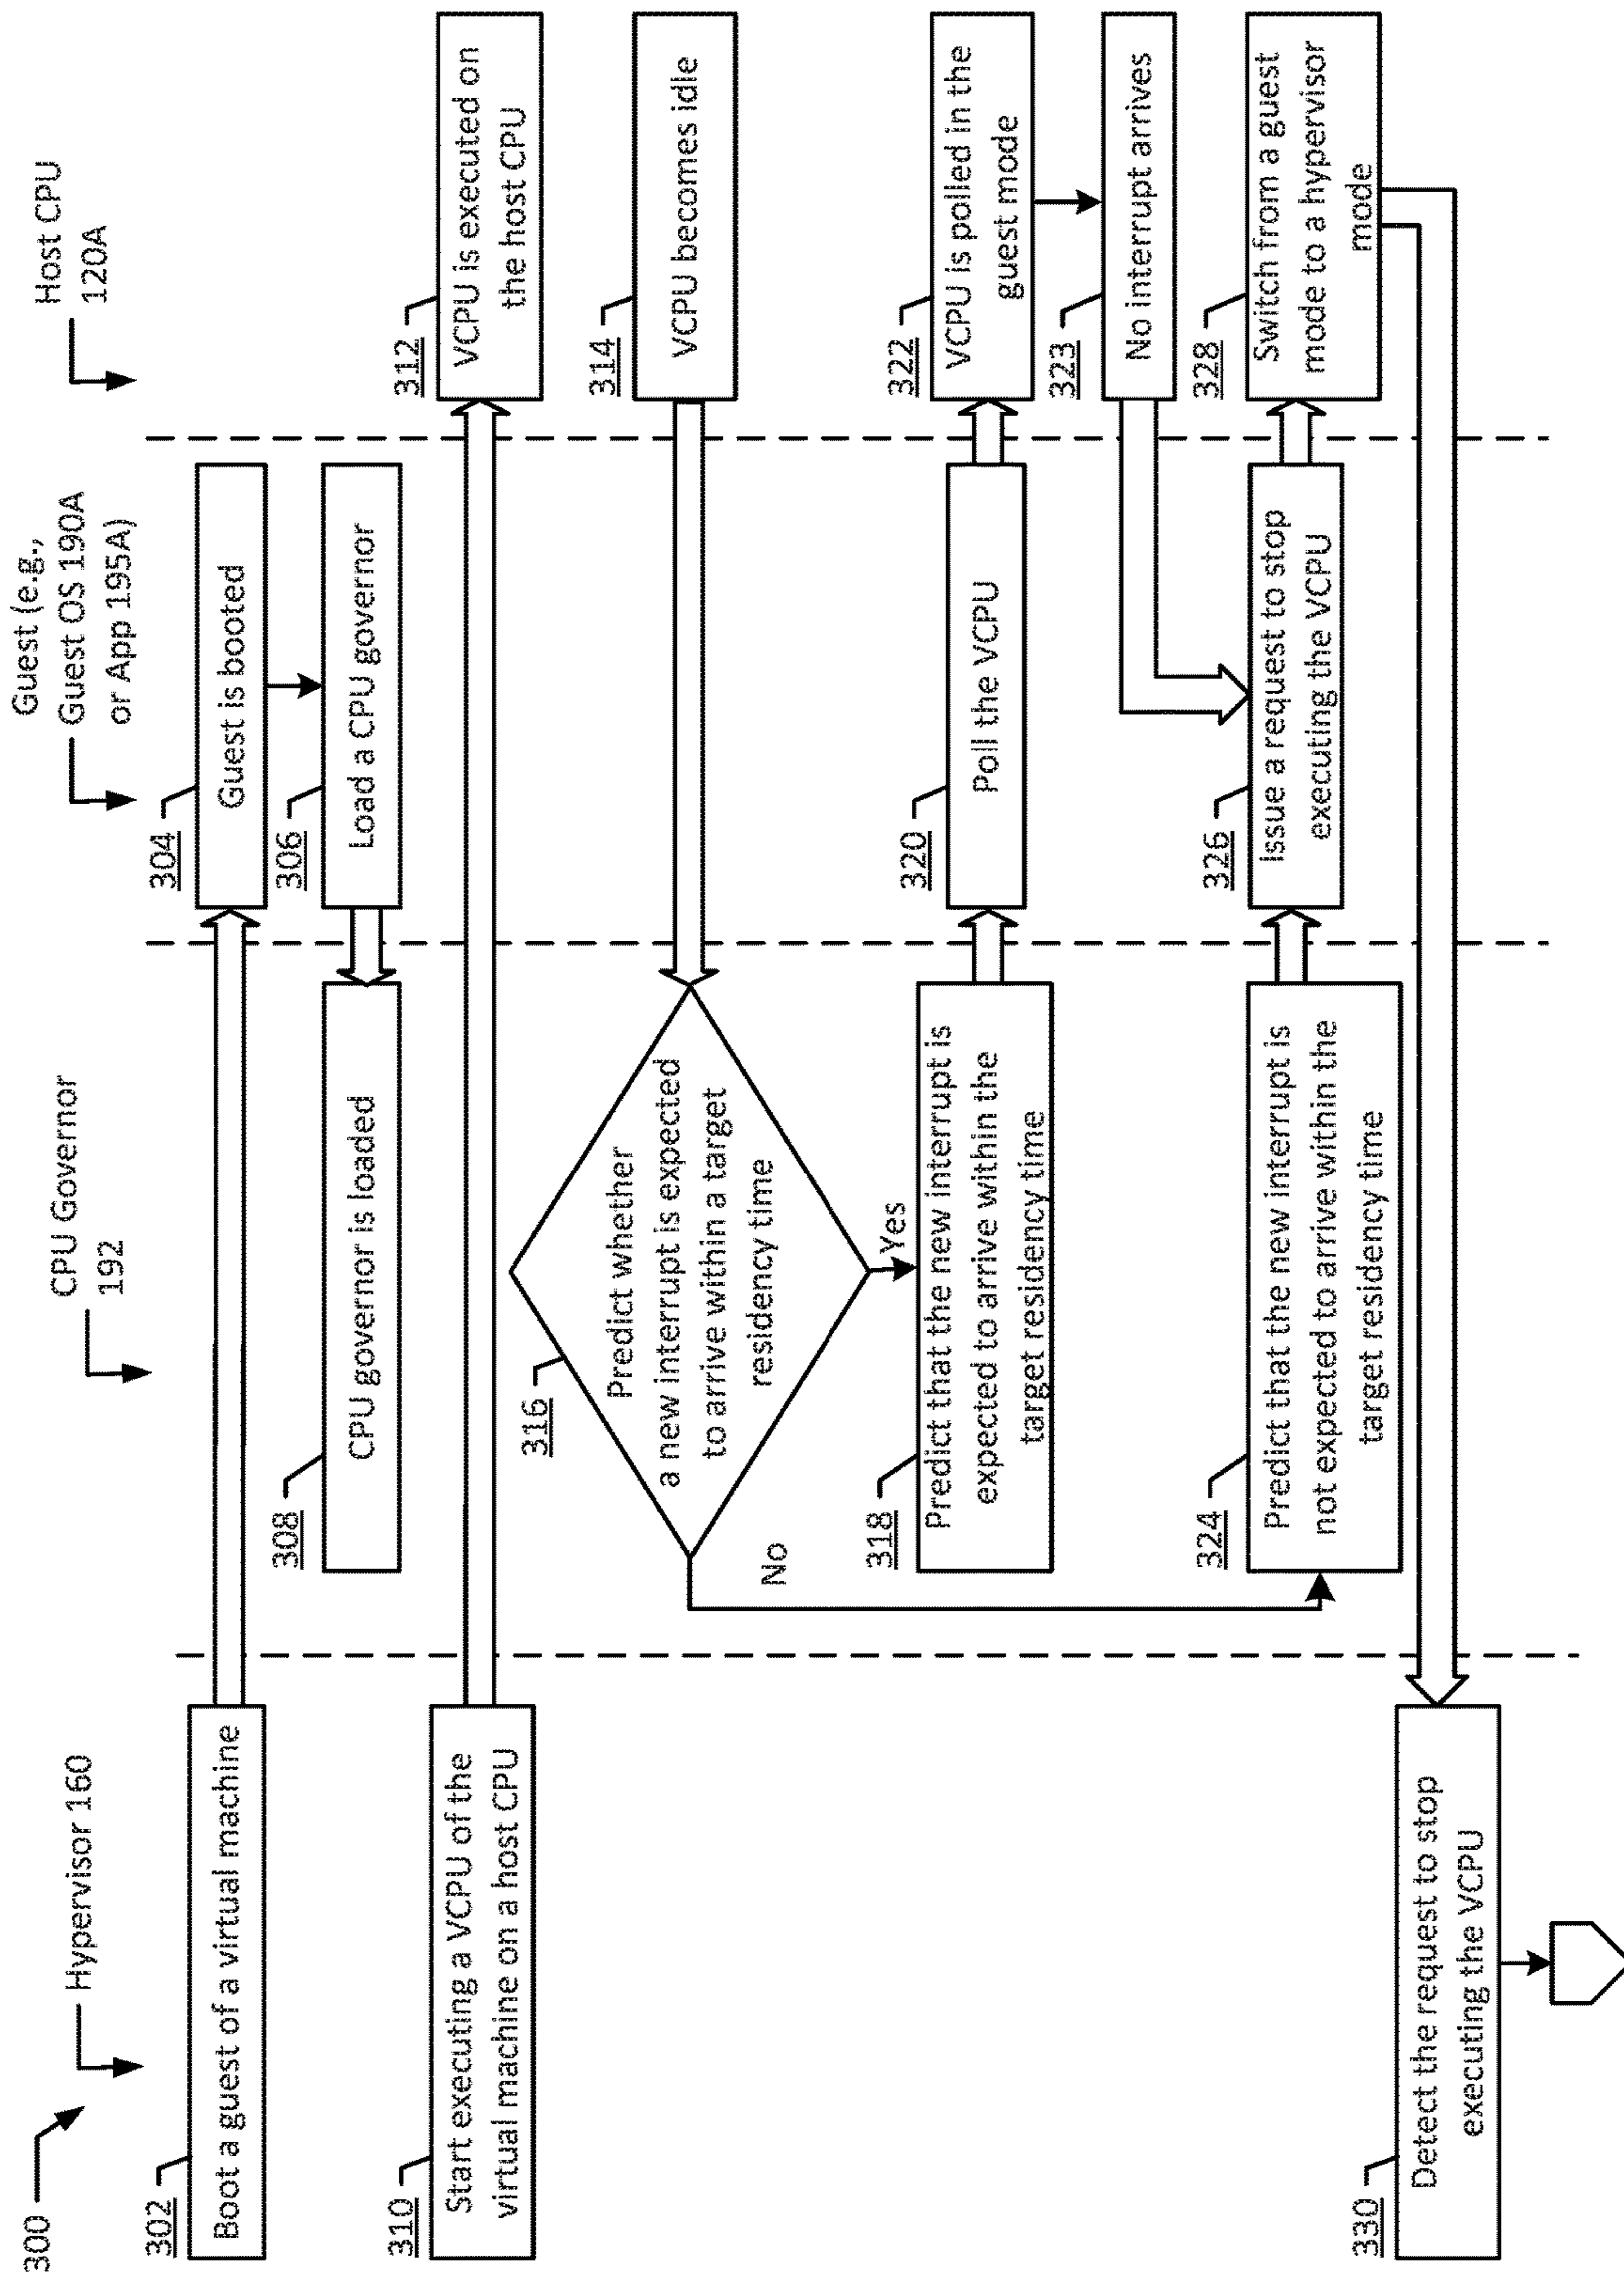 300
Hypervisor 160
CPU Governor
192
Guest (e.g.,
Guest OS 190A
or App 195A)
Host CPU
120A
302
Boot a guest of a virtual machine
304
Guest is booted
306
Load a CPU governor
308
CPU governor is loaded
310
Start executing a VCPU of the
virtual machine on a host CPU
312
VCPU is executed on
the host CPU
314
VCPU becomes idle
316
Predict whether
a new interrupt is expected
to arrive within a target
residency time
Yes
No
318
Predict that the new interrupt is
expected to arrive within the
target residency time
320
Poll the VCPU
322
VCPU is polled in the
guest mode
323
No interrupt arrives
324
Predict that the new interrupt is
not expected to arrive within the
target residency time
326
Issue a request to stop
executing the VCPU
328
Switch from a guest
mode to a hypervisor
mode
330
Detect the request to stop
executing the VCPU